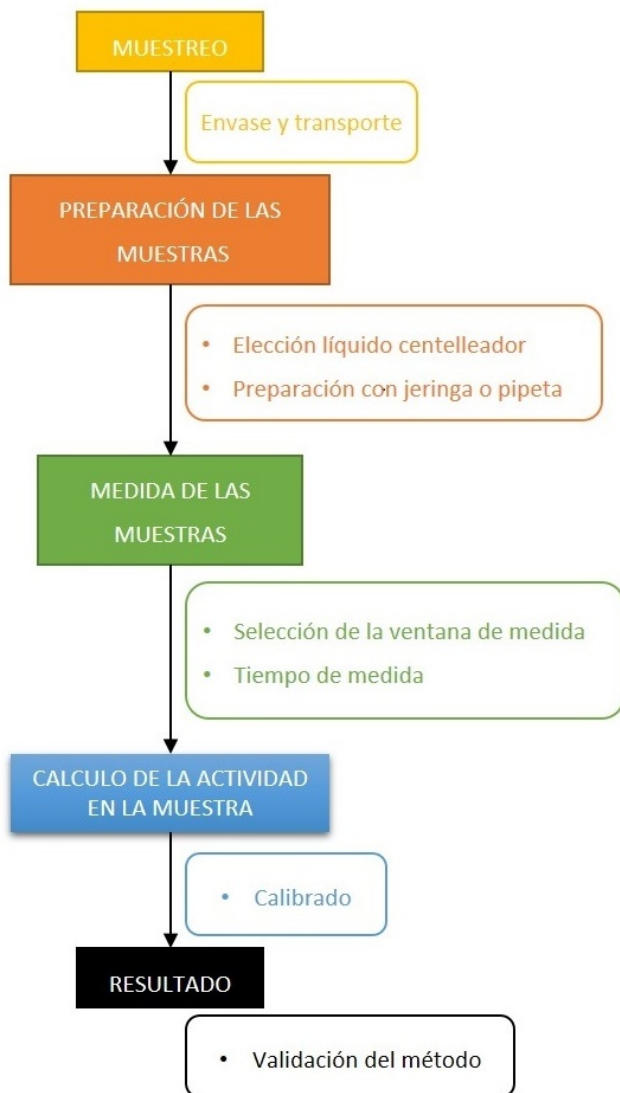 MUESTREO
Envase y transporte
PREPARACIÓN DE LAS
MUESTRAS
• Elección líquido centelleador
• Preparación con jeringa o pipeta
MEDIDA DE LAS
MUESTRAS
• Selección de la ventana de medida
• Tiempo de medida
CALCULO DE LA ACTIVIDAD
EN LA MUESTRA
• Calibrado
RESULTADO
• Validación del método